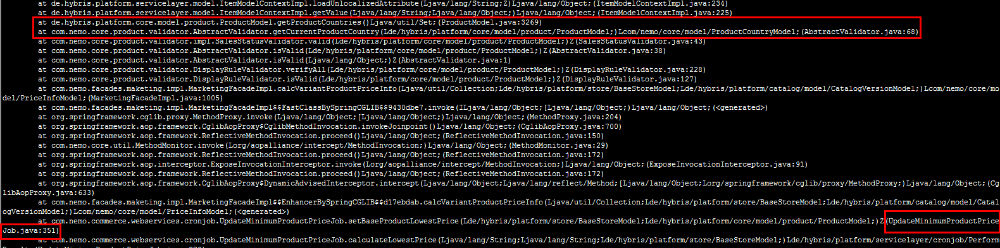 at de.hybris.platform.servicelayer.model.ItemModelContextImpl.loadUnlocalizedAttribute(Ljava/lang/String;Z)Ljava/lang/Object;(ItemModelContextImpl.java:234)
at de.hybris.platform.servicelayer.model.ItemModelContextImpl.getValue(Ljava/lang/String;Ljava/lang/Object;)Ljava/lang/Object;(ItemModelContextImpl.java:225)
at de.hybris.platform.core.model.product.ProductModel.getProductCountries()Ljava/util/Set;(ProductModel.java:3269)
at com.nemo.core.product.validator.AbstractValidator.getCurrentProductCountry(Lde/hybris/platform/core/model/product/ProductModel;)Lcom/nemo/core/model/ProductCountryModel;(AbstractValidator.java:68)
at com.nemo.core.product.validator.impl.SalesStatusValidator.valid(Lde/hybris/platform/core/model/product/ProductModel;)Z(SalesStatusValidator.java:43)
at com.nemo.core.product.validator.AbstractValidator.isValid(Lde/hybris/platform/core/model/product/ProductModel;)Z(AbstractValidator.java:38)
at com.nemo.core.product.validator.AbstractValidator.isValid(Ljava/lang/Object;)Z(AbstractValidator.java:1)
at com.nemo.core.product.validator.DisplayRuleValidator.verifyAll(Lde/hybris/platform/core/model/product/ProductModel;)Z(DisplayRuleValidator.java:228)
at com.nemo.core.product.validator.DisplayRuleValidator.isValid(Lde/hybris/platform/core/model/product/ProductModel;)Z(DisplayRuleValidator.java:127)
at com.nemo.facades.maketing.impl.MarketingFacadeImpl.calcVariantProductPriceInfo(Ljava/util/Collection;Lde/hybris/platform/store/BaseStoreModel;Lde/hybris/platform/catalog/model/CatalogVersionModel;)Lcom/nemo/core/mo
del/PriceInfoModel;(MarketingFacadeImpl.java:1005)
at com.nemo.facades.maketing.impl.MarketingFacadeImpl$$FastClassBySpringCGLIB$$9430dbe7.invoke(ILjava/lang/Object;[Ljava/lang/Object;)Ljava/lang/Object;(<generated>)
at org.springframework.cglib.proxy.MethodProxy.invoke(Ljava/lang/Object;[Ljava/lang/Object;)Ljava/lang/Object;(MethodProxy.java:204)
at org.springframework.aop.framework.CglibAopProxy$CglibMethodInvocation.invokeJoinpoint()Ljava/lang/Object;(CglibAopProxy.java:700)
at org.springframework.aop.framework.ReflectiveMethodInvocation.proceed()Ljava/lang/Object;(ReflectiveMethodInvocation.java:150)
at com.nemo.core.util.MethodMonitor.invoke(Lorg/aopalliance/intercept/MethodInvocation;)Ljava/lang/Object;(MethodMonitor.java:29)
at org.springframework.aop.framework.ReflectiveMethodInvocation.proceed()Ljava/lang/Object;(ReflectiveMethodInvocation.java:172)
at org.springframework.aop.interceptor.ExposeInvocationInterceptor.invoke(Lorg/aopalliance/intercept/MethodInvocation;)Ljava/lang/Object;(ExposeInvocationInterceptor.java:91)
at org.springframework.aop.framework.ReflectiveMethodInvocation.proceed()Ljava/lang/Object;(ReflectiveMethodInvocation.java:172)
at org.springframework.aop.framework.CglibAopProxy$DynamicAdvisedInterceptor.intercept(Ljava/lang/Object;Ljava/lang/reflect/Method;[Ljava/lang/Object;Lorg/springframework/cglib/proxy/MethodProxy;)Ljava/lang/Object;(Cg
libAopProxy.java:633)
at com.nemo.facades.maketing.impl.MarketingFacadeImpl$$EnhancerBySpringCGLIB$$d17ebdab.calcVariantProductPriceInfo(Ljava/util/Collection;Lde/hybris/platform/store/BaseStoreModel;Lde/hybris/platform/catalog/model/Catal
ogVersionModel;)Lcom/nemo/core/model/PriceInfoModel;(<generated>)
at com.nemo.commerce.webservices.cronjob.UpdateMinimumProductPriceJob.setBaseProductLowestPrice(Lde/hybris/platform/store/BaseStoreModel;Lde/hybris/platform/core/model/product/ProductModel;)Z(UpdateMinimumProductPrice
Job.java:351)
at com.nemo.commerce.webservices.cronjob.UpdateMinimumProductPriceJob.calculateLowestPrice(Ljava/lang/String;Ljava/lang/String;Lde/hybris/platform/store/BaseStoreModel;)Lde/hybris/platform/servicelayer/cronjob/Perform